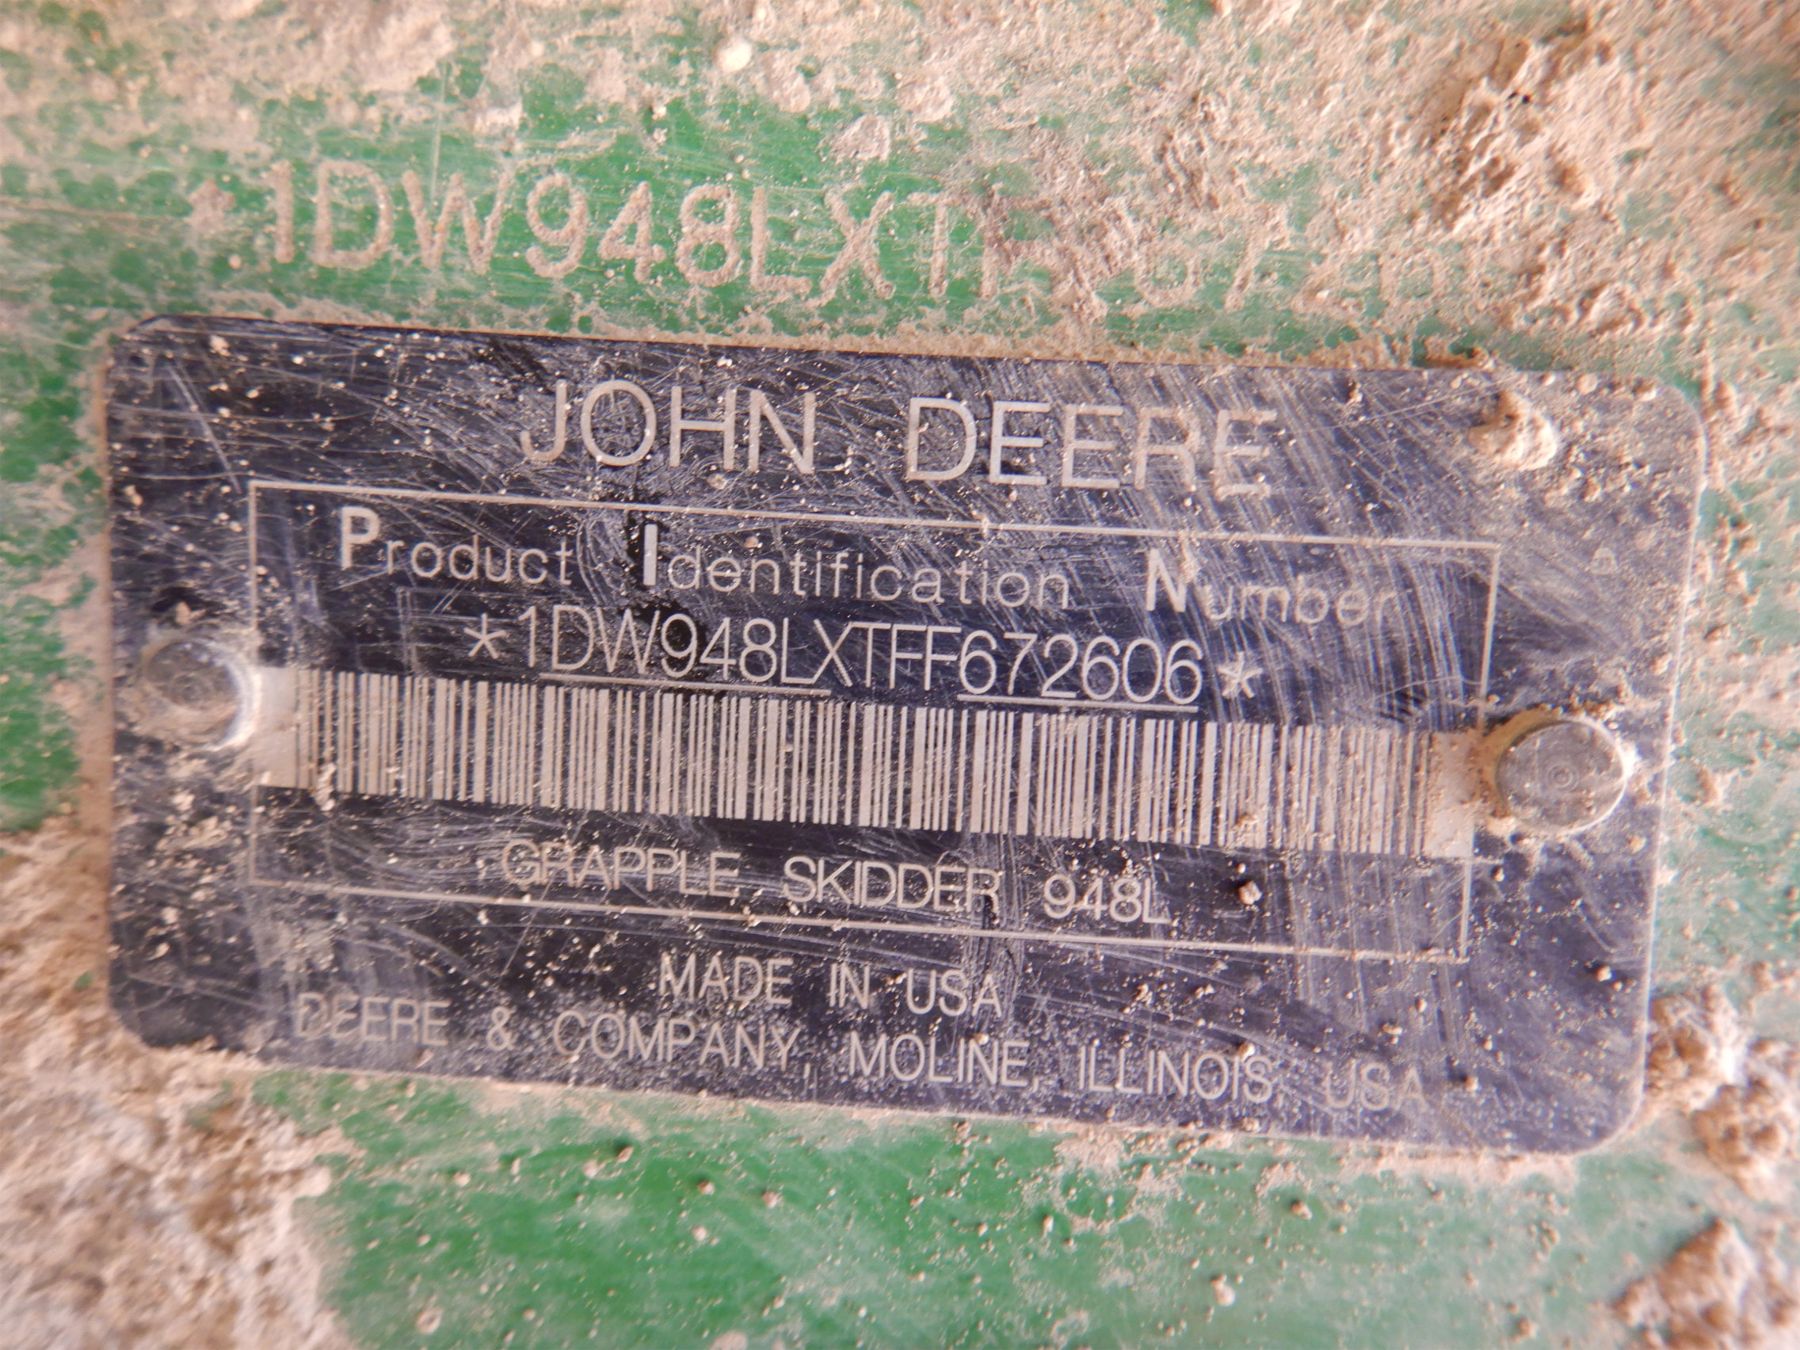 1DW948LXT
JOHN DEERE
Product Identification Number
*1DW948LXTFF672606*
GRAPPLE SKIDDER 948L
MADE IN USA
DEERE & COMPANY, MOLINE, ILLINOIS, USA